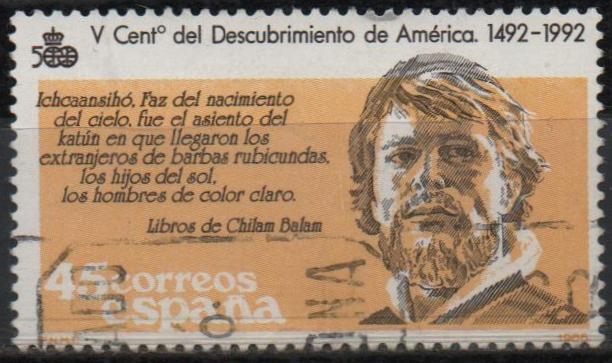 500
V Centº del Descubrimiento de América. 1492-1992
Ichcaansihó, Faz del nacimiento
del cielo, fue el asiento del
katún en que llegaron los
extranjeros de barbas rubicundas,
los hijos del sol,
los hombres de color claro.
Libros de Chilam Balam
45 correos
españa